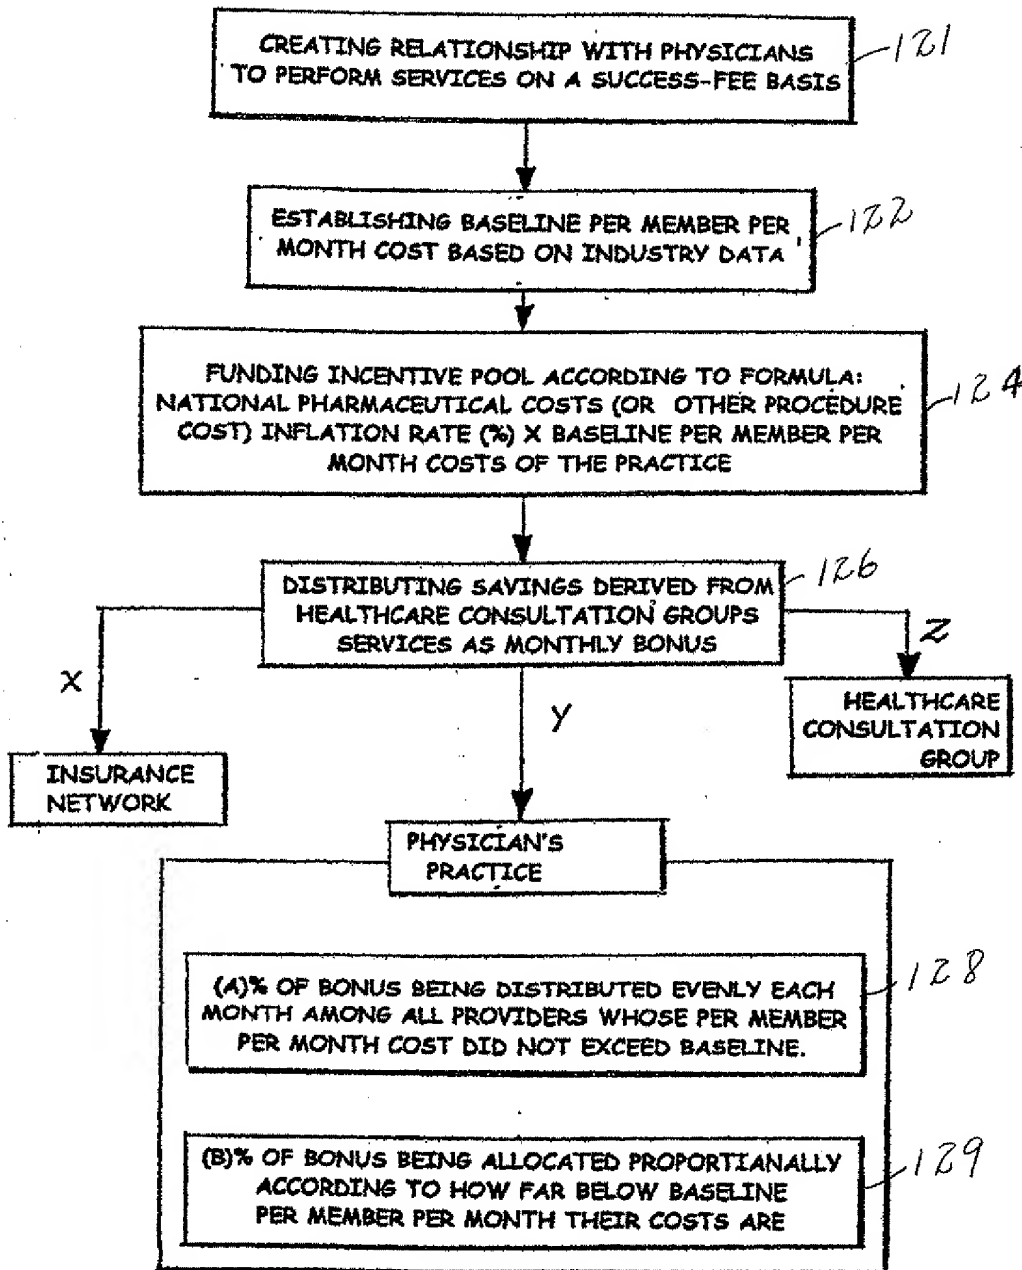 CREATING RELATIONSHIP WITH PHYSICIANS
TO PERFORM SERVICES ON A SUCCESS-FEE BASIS
121
ESTABLISHING BASELINE PER MEMBER PER
MONTH COST BASED ON INDUSTRY DATA
122
FUNDING INCENTIVE POOL ACCORDING TO FORMULA:
NATIONAL PHARMACEUTICAL COSTS (OR OTHER PROCEDURE
COST) INFLATION RATE (%) X BASELINE PER MEMBER PER
MONTH COSTS OF THE PRACTICE
124
DISTRIBUTING SAVINGS DERIVED FROM
HEALTHCARE CONSULTATION GROUPS
SERVICES AS MONTHLY BONUS
126
X
Y
Z
INSURANCE
NETWORK
HEALTHCARE
CONSULTATION
GROUP
PHYSICIAN'S
PRACTICE
(A)% OF BONUS BEING DISTRIBUTED EVENLY EACH
MONTH AMONG ALL PROVIDERS WHOSE PER MEMBER
PER MONTH COST DID NOT EXCEED BASELINE.
128
(B)% OF BONUS BEING ALLOCATED PROPORTIANALLY
ACCORDING TO HOW FAR BELOW BASELINE
PER MEMBER PER MONTH THEIR COSTS ARE
129